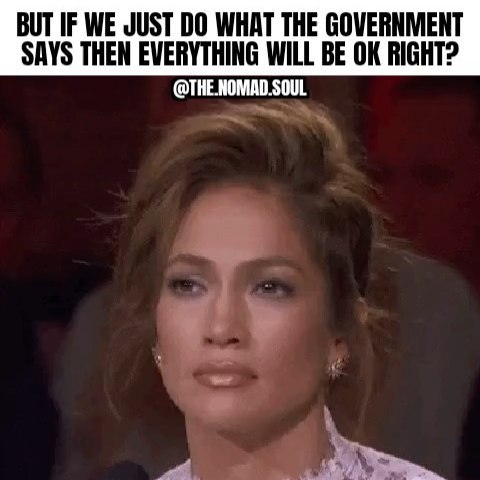 BUT IF WE JUST DO WHAT THE GOVERNMENT
SAYS THEN EVERYTHING WILL BE OK RIGHT?
@THE.NOMAD.SOUL